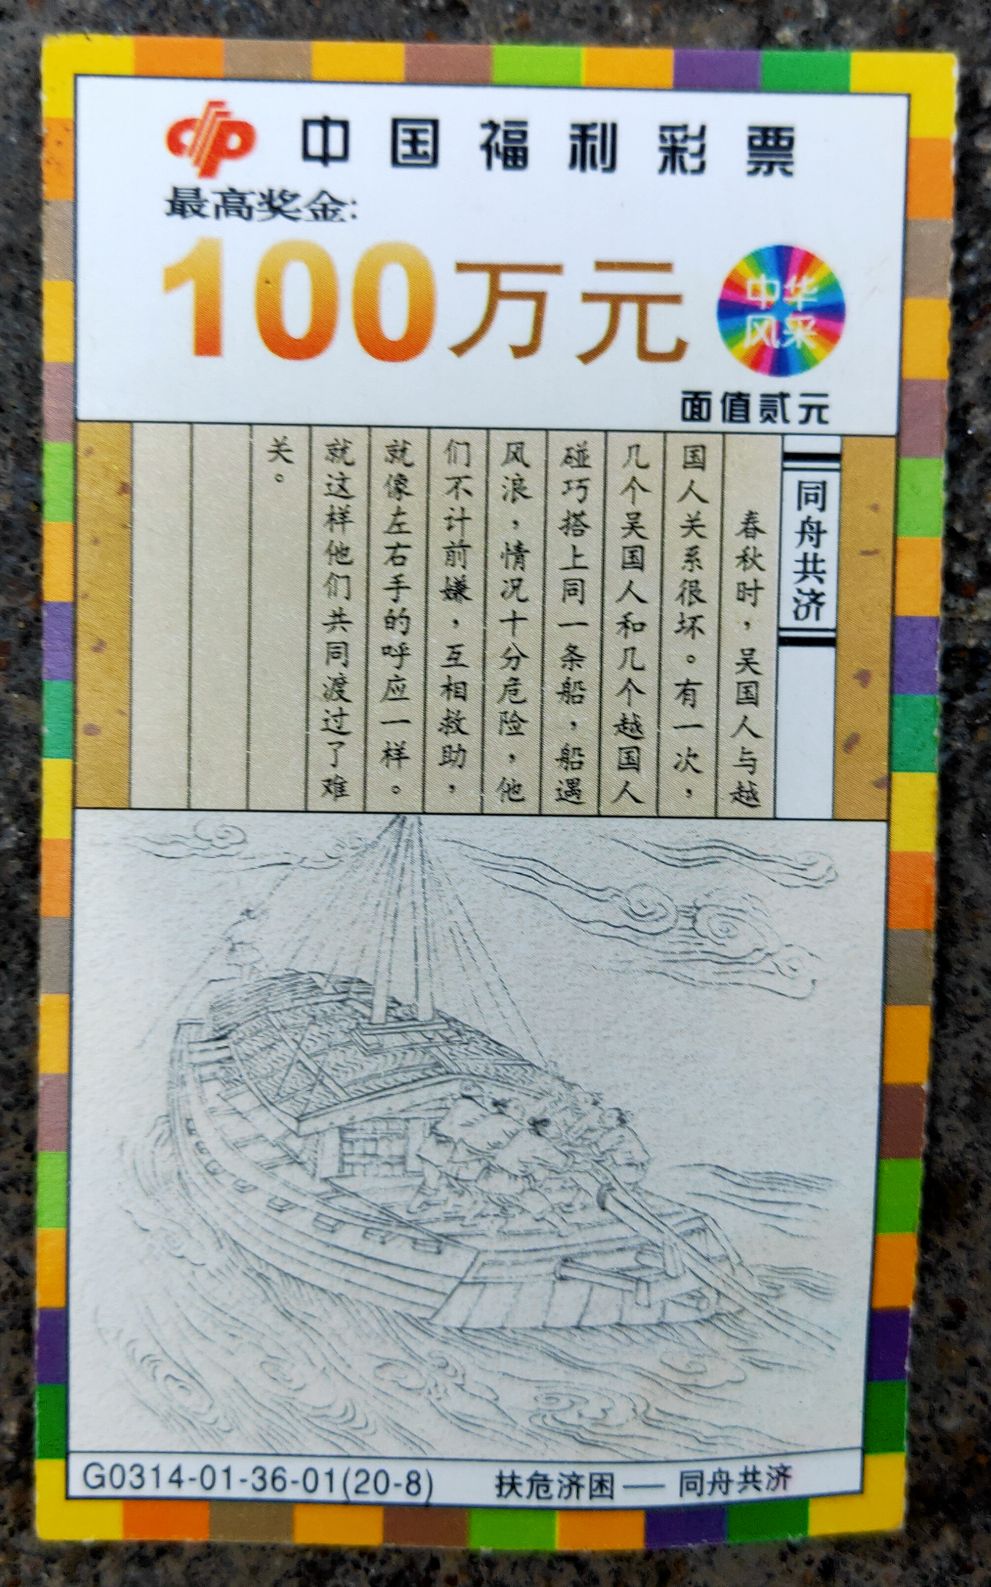 中国福利彩票
最高奖金:
100万元
中华
风采
面值贰元
同舟共济
春秋时，吴国人与越
国人关系很坏。有一次，
几个吴国人和几个越国人
碰巧搭上同一条船，船遇
风浪，情况十分危险，他
们不计前嫌，互相救助，
就像左右手的呼应一样。
就这样他们共同渡过了难
关。
G0314-01-36-01(20-8) 扶危济困——同舟共济